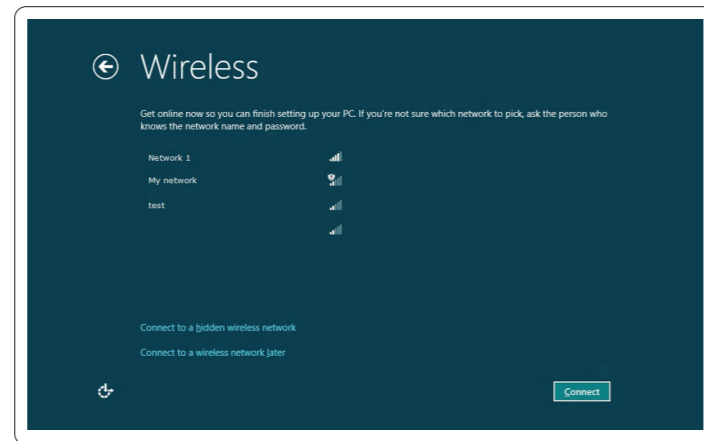 Wireless
Get online now so you can finish setting up your PC. If you're not sure which network to pick, ask the person who
knows the network name and password.
Network 1
My network
test
Connect to a hidden wireless network
Connect to a wireless network later
Connect